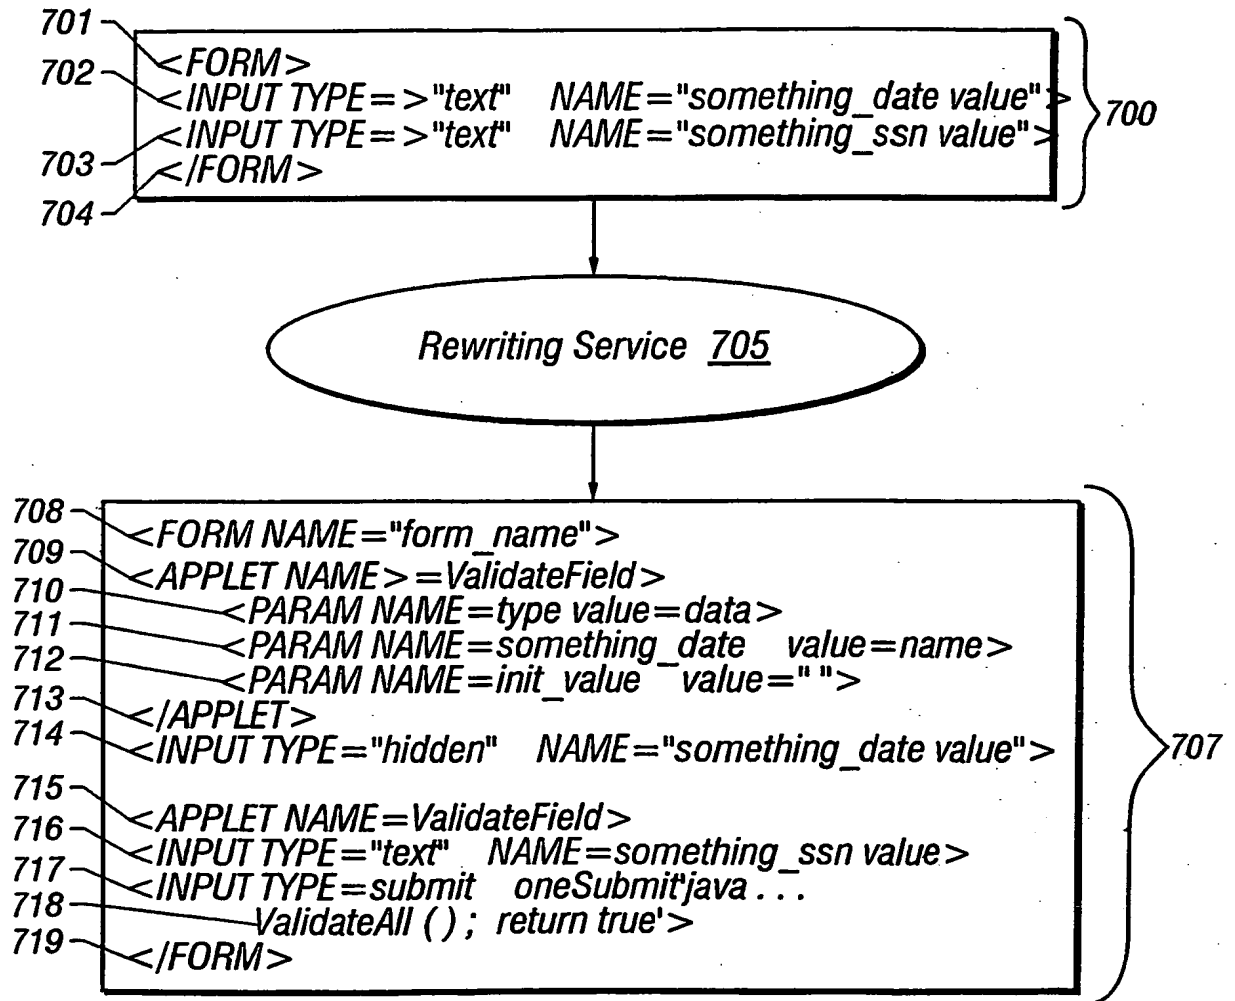 701
<FORM>
702
<INPUT TYPE=>"text" NAME="something_date value">
700
703
<INPUT TYPE=>"text" NAME="something_ssn value">
</FORM>
704
Rewriting Service 705
708
<FORM NAME="form_name">
709
<APPLET NAME>=ValidateField>
710
<PARAM NAME=type value=data>
711
<PARAM NAME=something_date value=name>
712
<PARAM NAME=init_value value=" ">
713
</APPLET>
714
<INPUT TYPE="hidden" NAME="something_date value">
707
715
<APPLET NAME=ValidateField>
716
<INPUT TYPE="text" NAME=something_ssn value>
717
<INPUT TYPE=submit oneSubmit'java . . .
718
ValidateAll ( ) ; return true'>
719
</FORM>